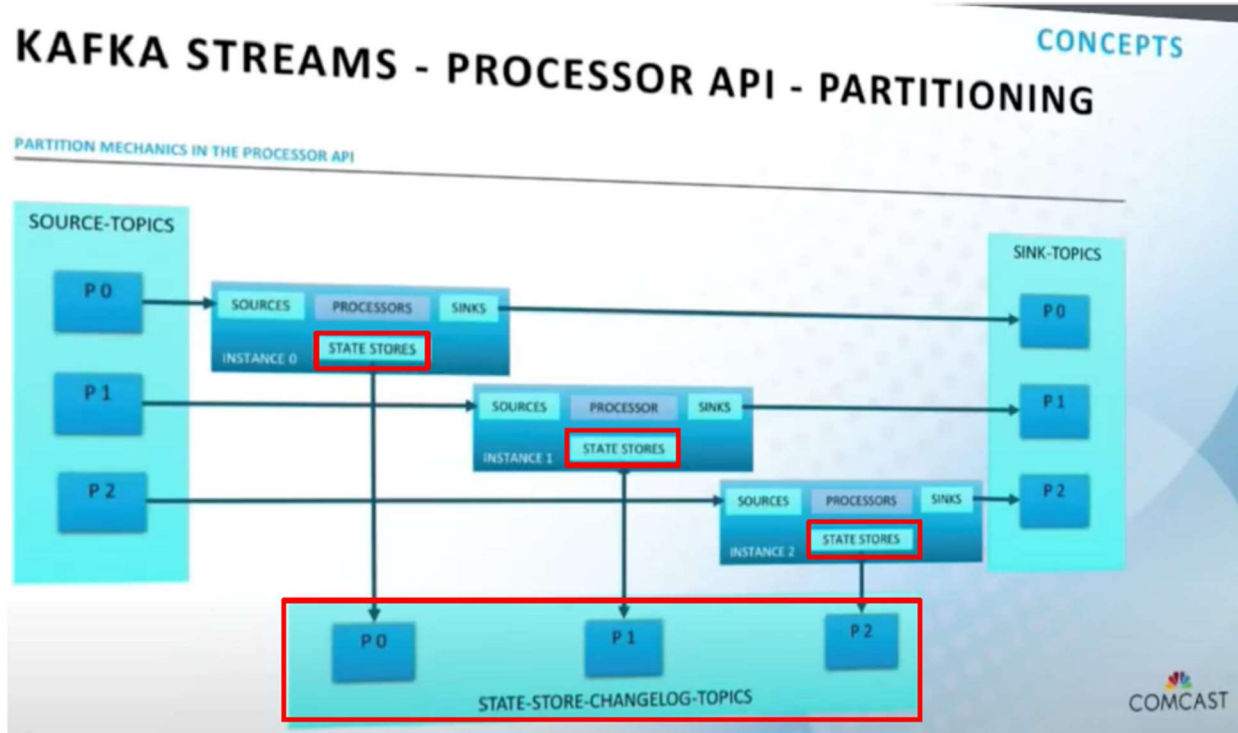 CONCEPTS
KAFKA STREAMS - PROCESSOR API - PARTITIONING
PARTITION MECHANICS IN THE PROCESSOR API
SOURCE-TOPICS
P 0
P 1
P 2
SOURCES PROCESSORS SINKS
STATE STORES
INSTANCE 0
SOURCES PROCESSOR SINKS
STATE STORES
INSTANCE 1
SOURCES PROCESSORS SINKS
STATE STORES
INSTANCE 2
SINK-TOPICS
P 0
P 1
P 2
P 0 P 1 P 2
STATE-STORE-CHANGELOG-TOPICS
COMCAST